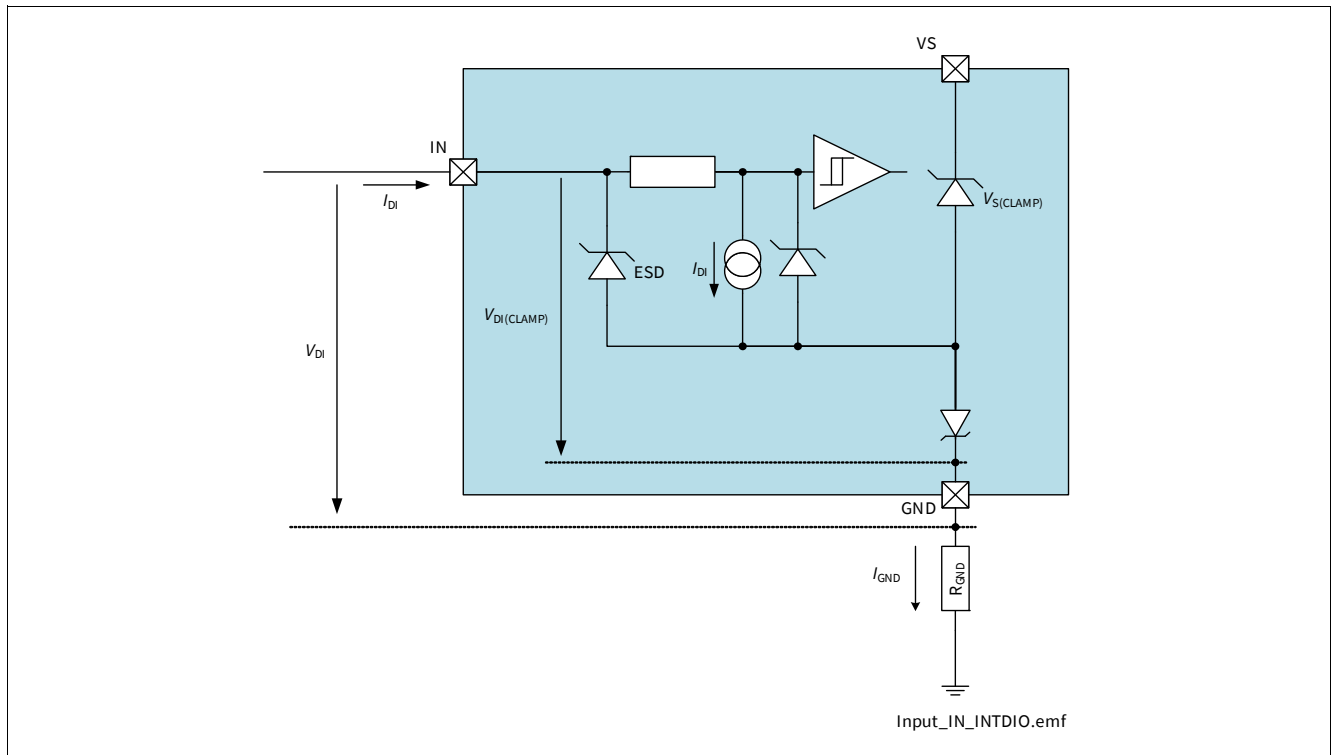 VS
IN
I_DI
V_S(CLAMP)
ESD
I_DI
V_DI(CLAMP)
V_DI
GND
I_GND
R_GND
Input_IN_INTDIO.emf